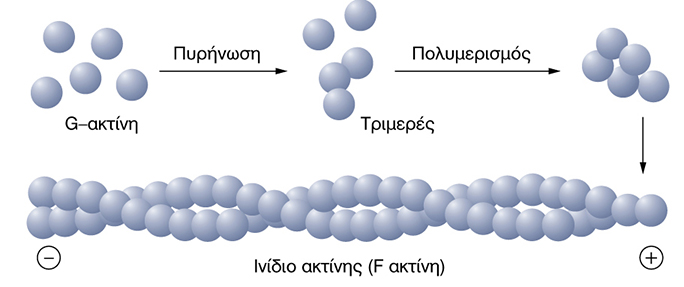 Πυρήνωση
Πολυμερισμός
G–ακτίνη
Τριμερές
− +
Ινίδιο ακτίνης (F ακτίνη)